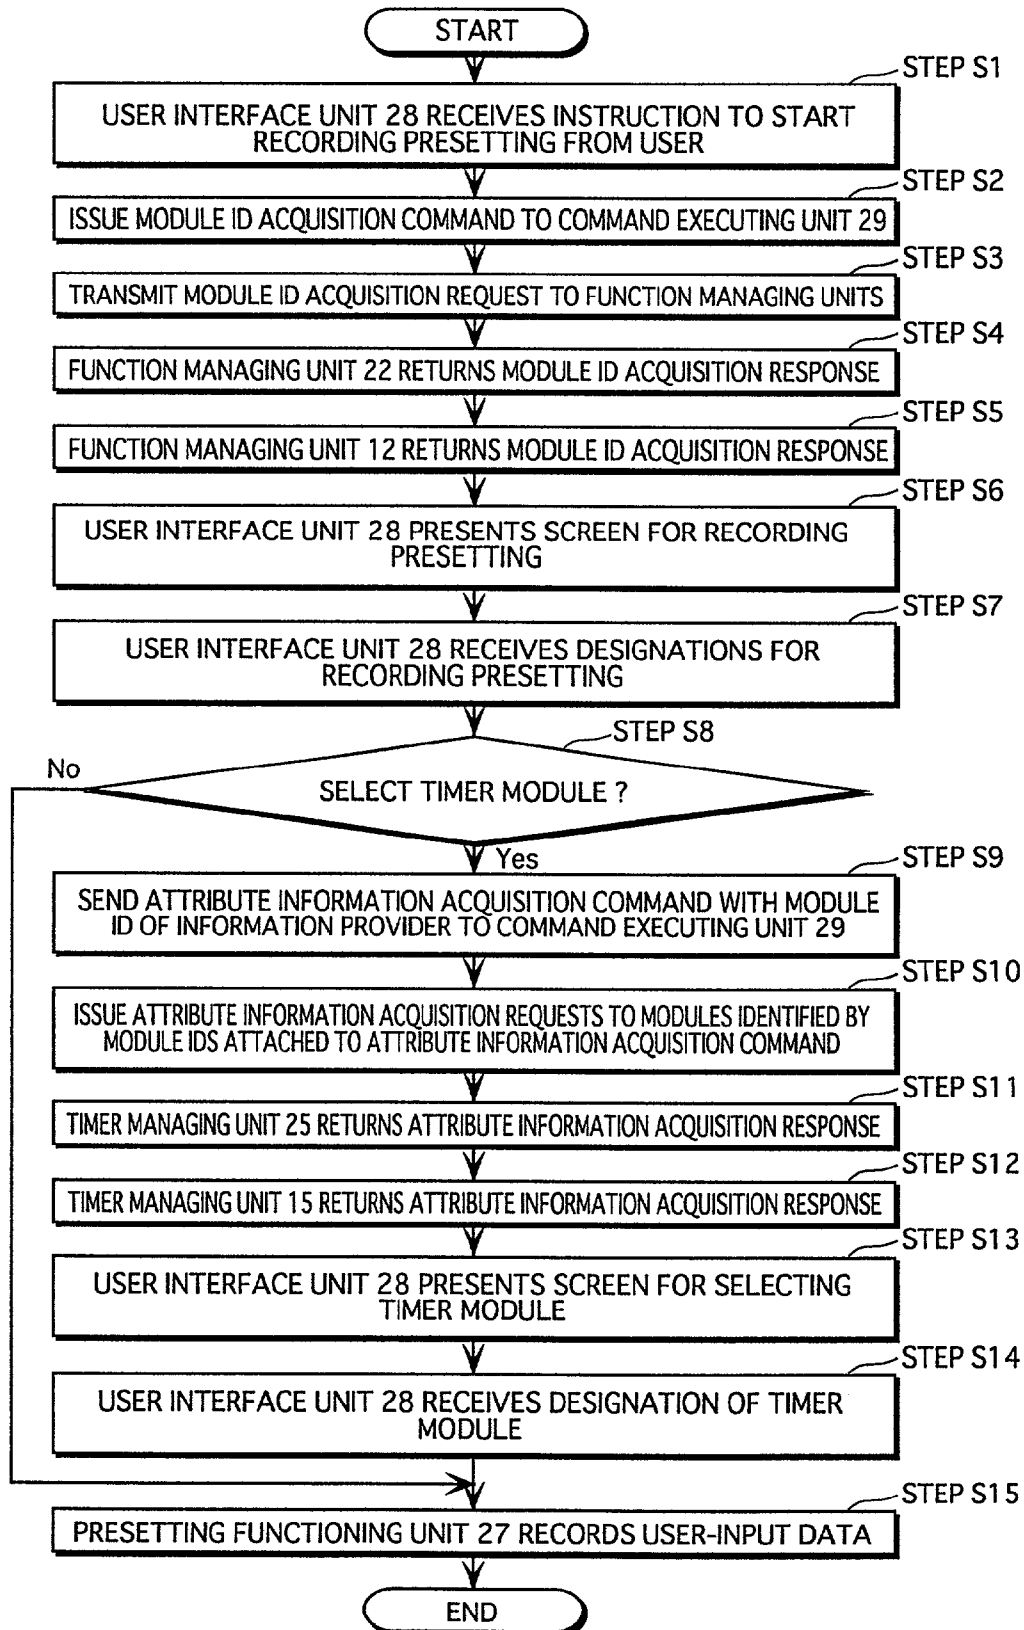 START
STEP S1
USER INTERFACE UNIT 28 RECEIVES INSTRUCTION TO START
RECORDING PRESETTING FROM USER
STEP S2
ISSUE MODULE ID ACQUISITION COMMAND TO COMMAND EXECUTING UNIT 29
STEP S3
TRANSMIT MODULE ID ACQUISITION REQUEST TO FUNCTION MANAGING UNITS
STEP S4
FUNCTION MANAGING UNIT 22 RETURNS MODULE ID ACQUISITION RESPONSE
STEP S5
FUNCTION MANAGING UNIT 12 RETURNS MODULE ID ACQUISITION RESPONSE
STEP S6
USER INTERFACE UNIT 28 PRESENTS SCREEN FOR RECORDING
PRESETTING
STEP S7
USER INTERFACE UNIT 28 RECEIVES DESIGNATIONS FOR
RECORDING PRESETTING
STEP S8
No
SELECT TIMER MODULE ?
Yes
STEP S9
SEND ATTRIBUTE INFORMATION ACQUISITION COMMAND WITH MODULE
ID OF INFORMATION PROVIDER TO COMMAND EXECUTING UNIT 29
STEP S10
ISSUE ATTRIBUTE INFORMATION ACQUISITION REQUESTS TO MODULES IDENTIFIED BY
MODULE IDS ATTACHED TO ATTRIBUTE INFORMATION ACQUISITION COMMAND
STEP S11
TIMER MANAGING UNIT 25 RETURNS ATTRIBUTE INFORMATION ACQUISITION RESPONSE
STEP S12
TIMER MANAGING UNIT 15 RETURNS ATTRIBUTE INFORMATION ACQUISITION RESPONSE
STEP S13
USER INTERFACE UNIT 28 PRESENTS SCREEN FOR SELECTING
TIMER MODULE
STEP S14
USER INTERFACE UNIT 28 RECEIVES DESIGNATION OF TIMER
MODULE
STEP S15
PRESETTING FUNCTIONING UNIT 27 RECORDS USER-INPUT DATA
END